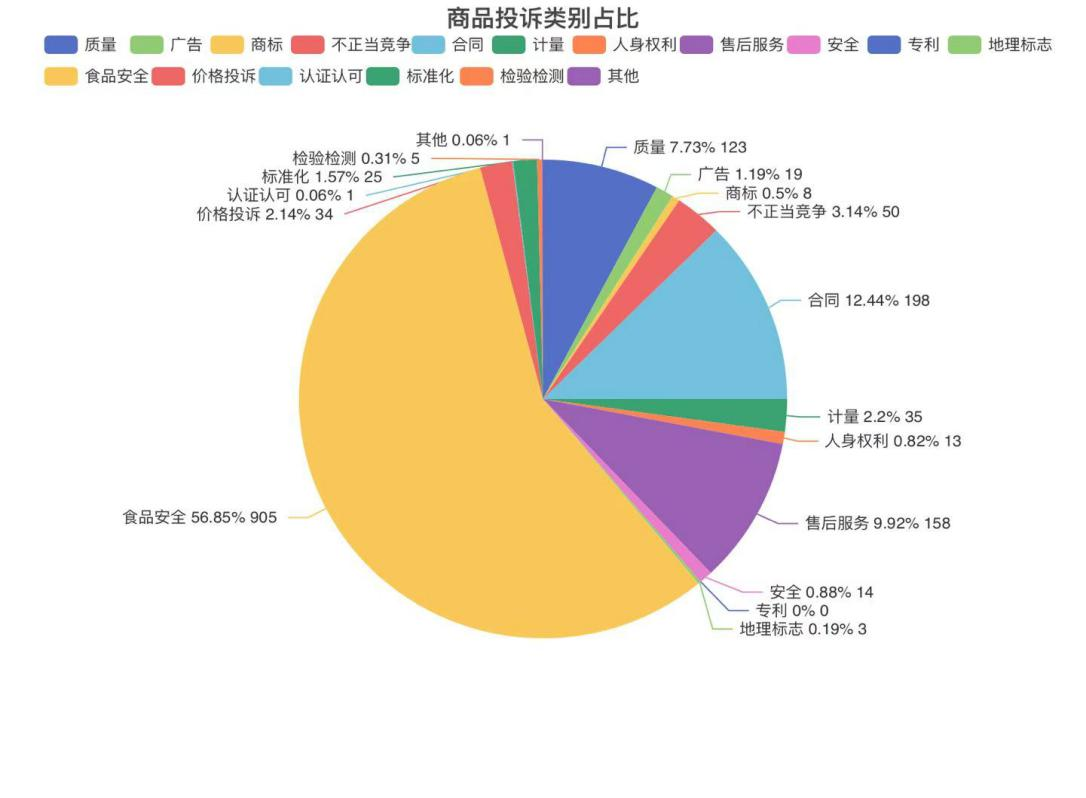 商品投诉类别占比
质量 广告 商标 不正当竞争 合同 计量 人身权利 售后服务 安全 专利 地理标志
食品安全 价格投诉 认证认可 标准化 检验检测 其他
其他 0.06% 1
质量 7.73% 123
检验检测 0.31% 5
广告 1.19% 19
标准化 1.57% 25
商标 0.5% 8
认证认可 0.06% 1
不正当竞争 3.14% 50
价格投诉 2.14% 34
合同 12.44% 198
计量 2.2% 35
人身权利 0.82% 13
食品安全 56.85% 905
售后服务 9.92% 158
安全 0.88% 14
专利 0% 0
地理标志 0.19% 3